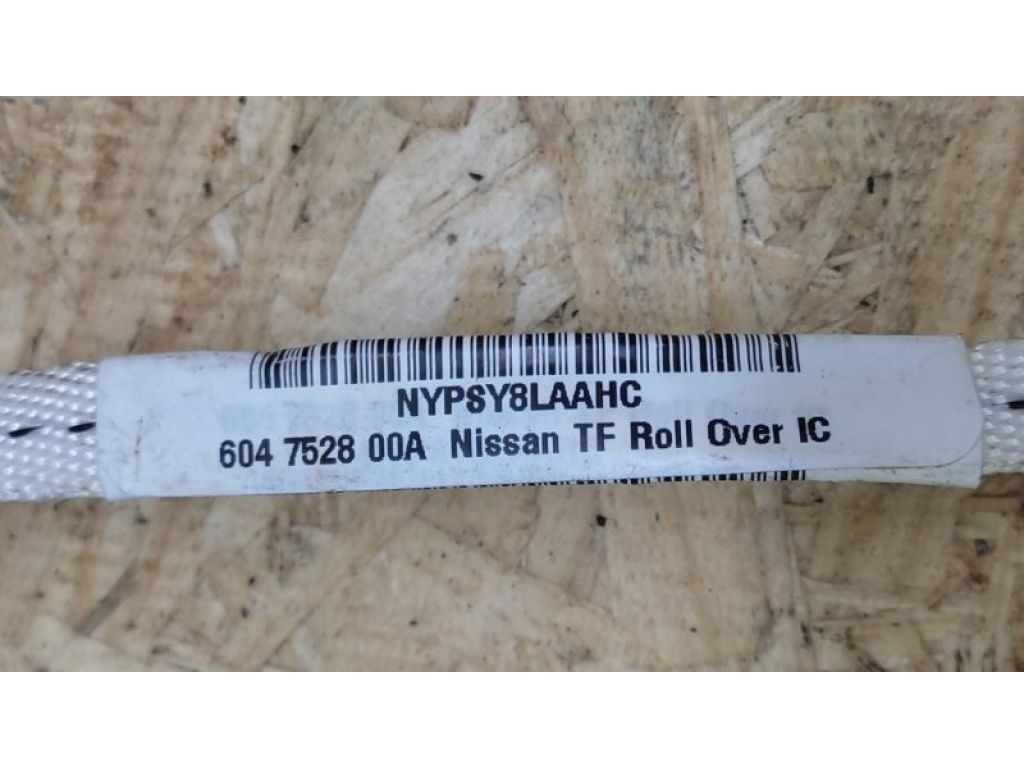 NYPSY8LAAHC
604 7528 00A Nissan TF Roll Over IC